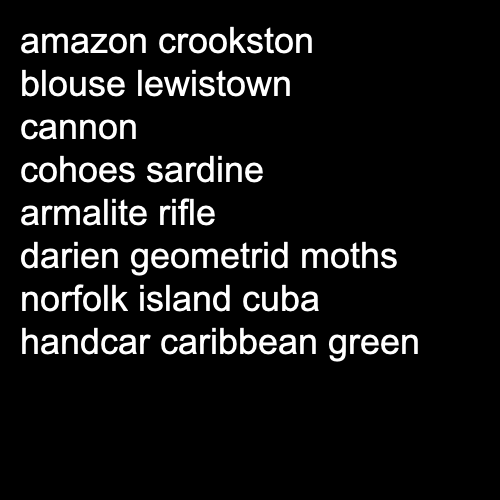 amazon crookston
blouse lewistown
cannon
cohoes sardine
armalite rifle
darien geometrid moths
norfolk island cuba
handcar caribbean green